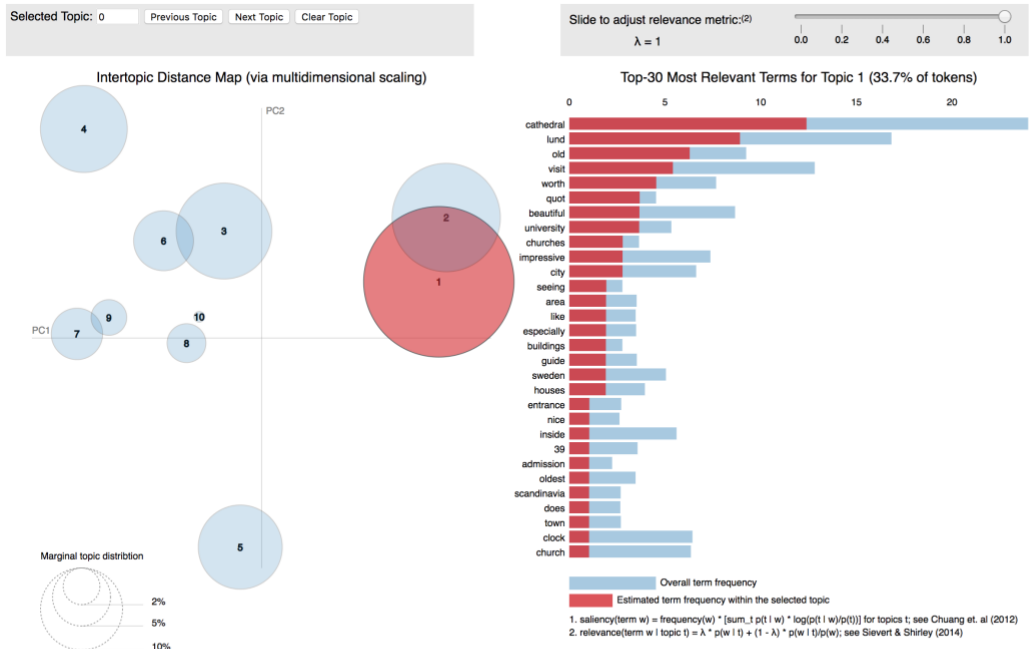 Selected Topic: 0 Previous Topic Next Topic Clear Topic
Slide to adjust relevance metric:(2)
λ = 1
0.0 0.2 0.4 0.6 0.8 1.0
Intertopic Distance Map (via multidimensional scaling)
PC2
PC1
4
2
3
6
1
9
10
7
8
5
Marginal topic distribtion
2%
5%
10%
Top-30 Most Relevant Terms for Topic 1 (33.7% of tokens)
0 5 10 15 20
cathedral
lund
old
visit
worth
quot
beautiful
university
churches
impressive
city
seeing
area
like
especially
buildings
guide
sweden
houses
entrance
nice
inside
39
admission
oldest
scandinavia
does
town
clock
church
Overall term frequency
Estimated term frequency within the selected topic
1. saliency(term w) = frequency(w) * [sum_t p(t | w) * log(p(t | w)/p(t))] for topics t; see Chuang et. al (2012)
2. relevance(term w | topic t) = λ * p(w | t) + (1 - λ) * p(w | t)/p(w); see Sievert & Shirley (2014)